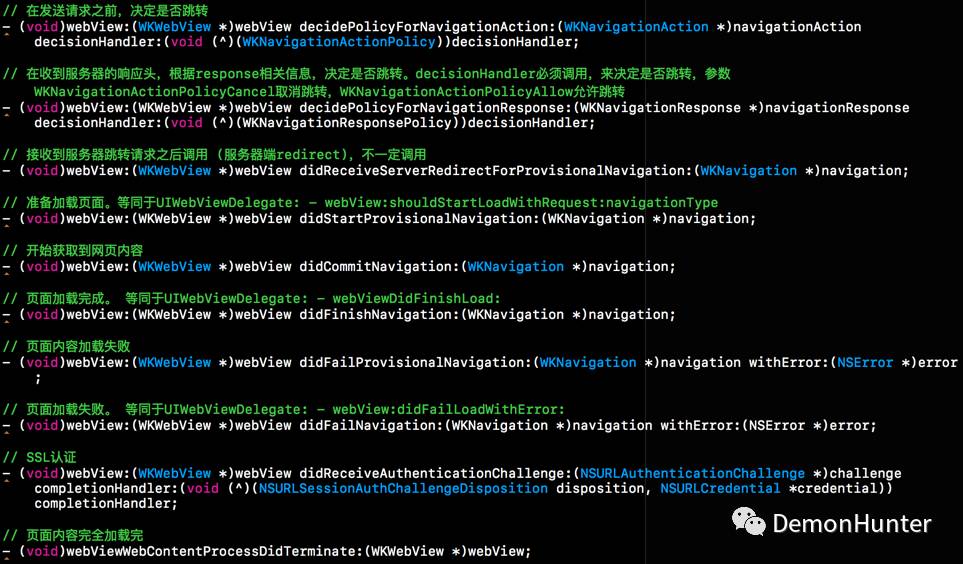 // 在发送请求之前，决定是否跳转
- (void)webView:(WKWebView *)webView decidePolicyForNavigationAction:(WKNavigationAction *)navigationAction
decisionHandler:(void (^)(WKNavigationActionPolicy))decisionHandler;
// 在收到服务器的响应头，根据response相关信息，决定是否跳转。decisionHandler必须调用，来决定是否跳转，参数
WKNavigationActionPolicyCancel取消跳转，WKNavigationActionPolicyAllow允许跳转
- (void)webView:(WKWebView *)webView decidePolicyForNavigationResponse:(WKNavigationResponse *)navigationResponse
decisionHandler:(void (^)(WKNavigationResponsePolicy))decisionHandler;
// 接收到服务器跳转请求之后调用 (服务器端redirect)，不一定调用
- (void)webView:(WKWebView *)webView didReceiveServerRedirectForProvisionalNavigation:(WKNavigation *)navigation;
// 准备加载页面。等同于UIWebViewDelegate: - webView:shouldStartLoadWithRequest:navigationType
- (void)webView:(WKWebView *)webView didStartProvisionalNavigation:(WKNavigation *)navigation;
// 开始获取到网页内容
- (void)webView:(WKWebView *)webView didCommitNavigation:(WKNavigation *)navigation;
// 页面加载完成。 等同于UIWebViewDelegate: - webViewDidFinishLoad:
- (void)webView:(WKWebView *)webView didFinishNavigation:(WKNavigation *)navigation;
// 页面内容加载失败
- (void)webView:(WKWebView *)webView didFailProvisionalNavigation:(WKNavigation *)navigation withError:(NSError *)error
;
// 页面加载失败。 等同于UIWebViewDelegate: - webView:didFailLoadWithError:
- (void)webView:(WKWebView *)webView didFailNavigation:(WKNavigation *)navigation withError:(NSError *)error;
// SSL认证
- (void)webView:(WKWebView *)webView didReceiveAuthenticationChallenge:(NSURLAuthenticationChallenge *)challenge
completionHandler:(void (^)(NSURLSessionAuthChallengeDisposition disposition, NSURLCredential *credential))
completionHandler;
// 页面内容完全加载完
- (void)webViewWebContentProcessDidTerminate:(WKWebView *)webView;
DemonHunter